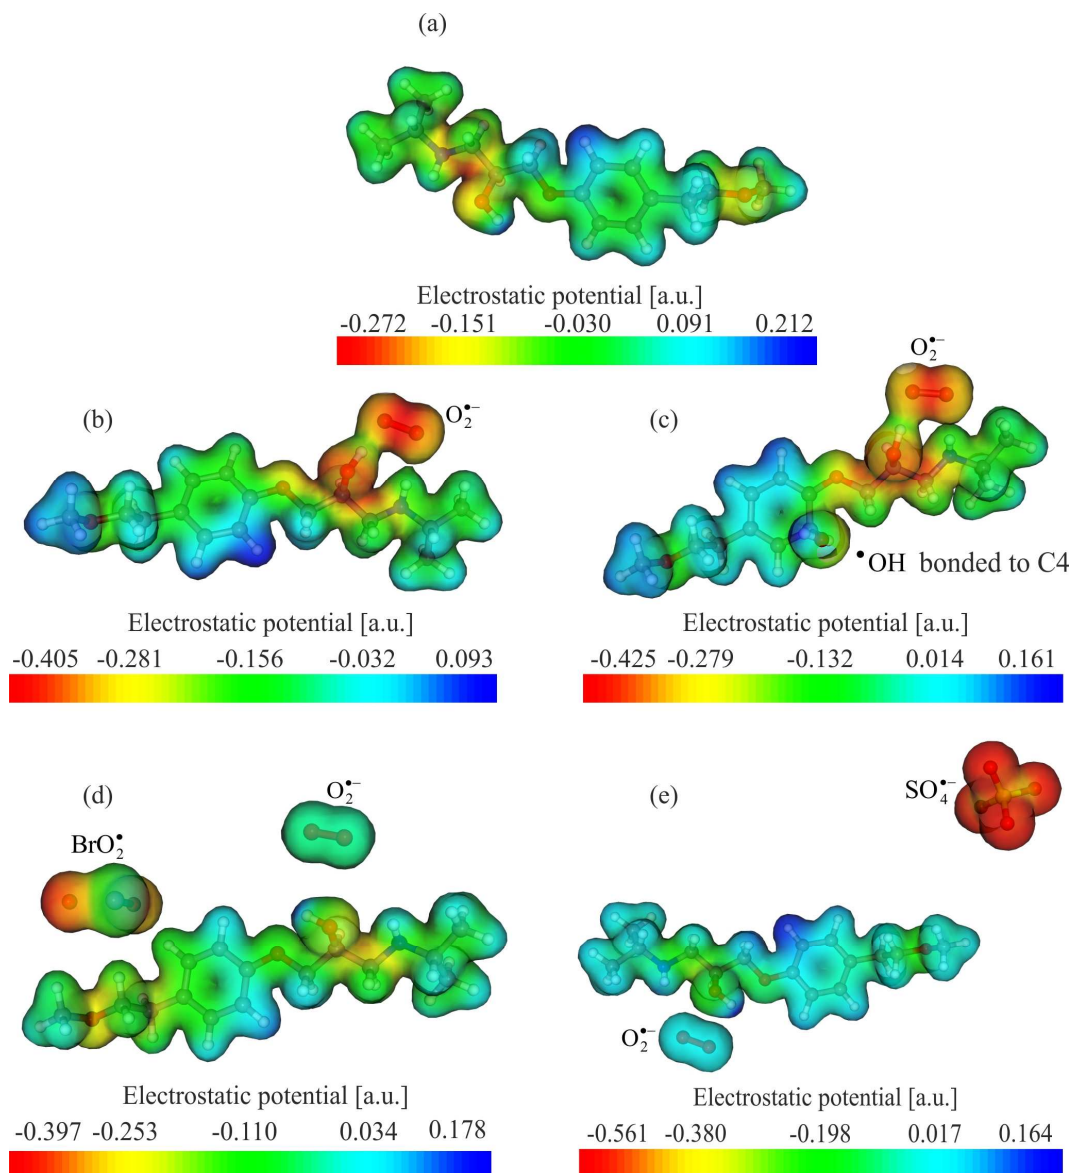 (a)
Electrostatic potential [a.u.]
-0.272 -0.151 -0.030 0.091 0.212
(b)
O₂•−
Electrostatic potential [a.u.]
-0.405 -0.281 -0.156 -0.032 0.093
(c)
O₂•−
•OH bonded to C4
Electrostatic potential [a.u.]
-0.425 -0.279 -0.132 0.014 0.161
(d)
O₂•−
BrO₂•
Electrostatic potential [a.u.]
-0.397 -0.253 -0.110 0.034 0.178
(e)
SO₄•−
O₂•−
Electrostatic potential [a.u.]
-0.561 -0.380 -0.198 0.017 0.164